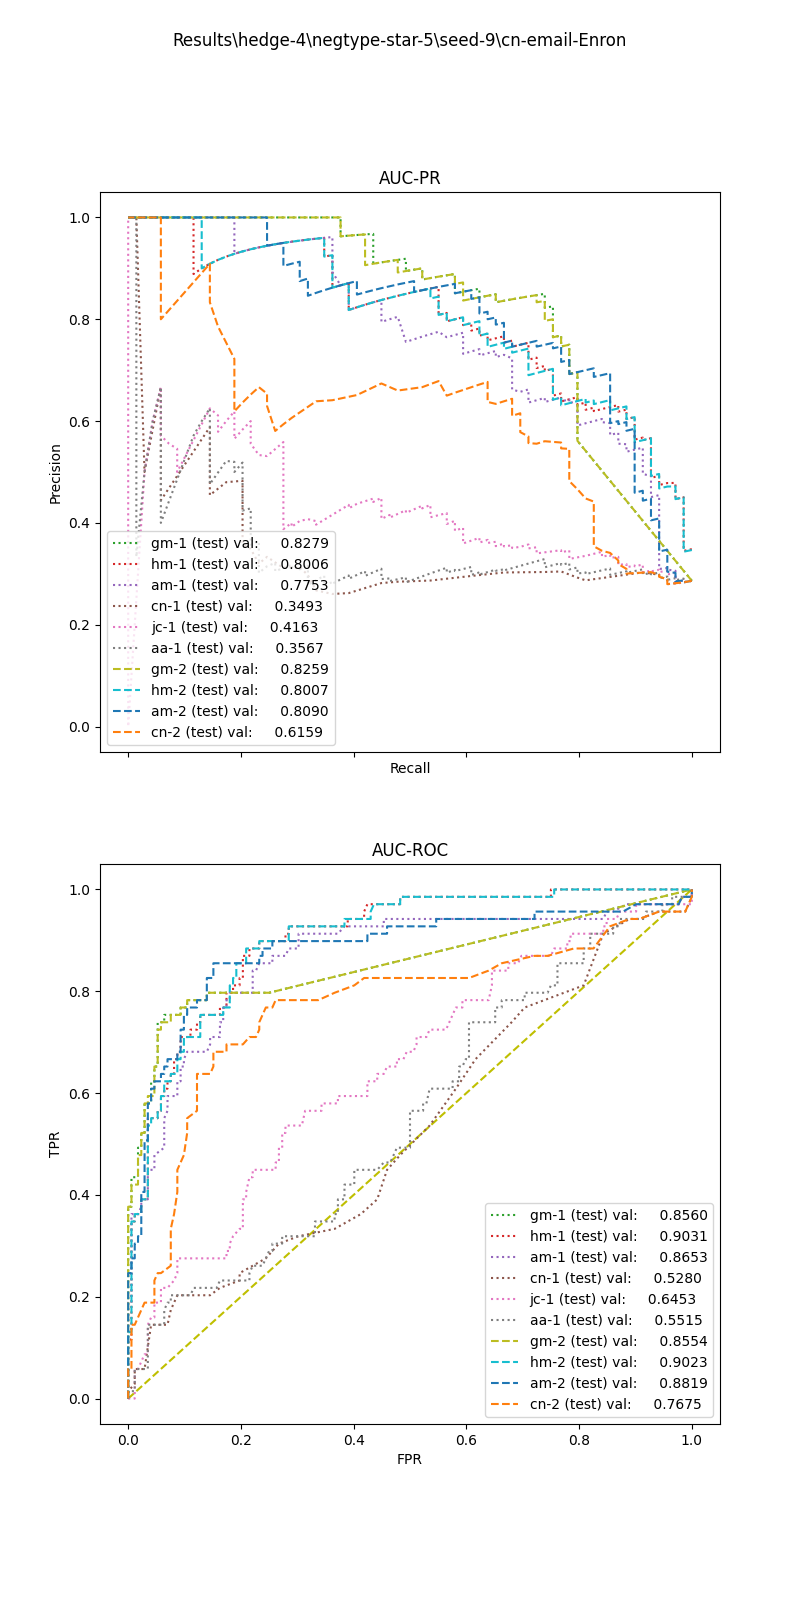 Results\hedge-4\negtype-star-5\seed-9\cn-email-Enron
AUC-PR
1.0
0.8
0.6
0.4
0.2
0.0
Precision
gm-1 (test) val: 0.8279
hm-1 (test) val: 0.8006
am-1 (test) val: 0.7753
cn-1 (test) val: 0.3493
jc-1 (test) val: 0.4163
aa-1 (test) val: 0.3567
gm-2 (test) val: 0.8259
hm-2 (test) val: 0.8007
am-2 (test) val: 0.8090
cn-2 (test) val: 0.6159
Recall
AUC-ROC
1.0
0.8
0.6
0.4
0.2
0.0
TPR
gm-1 (test) val: 0.8560
hm-1 (test) val: 0.9031
am-1 (test) val: 0.8653
cn-1 (test) val: 0.5280
jc-1 (test) val: 0.6453
aa-1 (test) val: 0.5515
gm-2 (test) val: 0.8554
hm-2 (test) val: 0.9023
am-2 (test) val: 0.8819
cn-2 (test) val: 0.7675
0.0 0.2 0.4 0.6 0.8 1.0
FPR